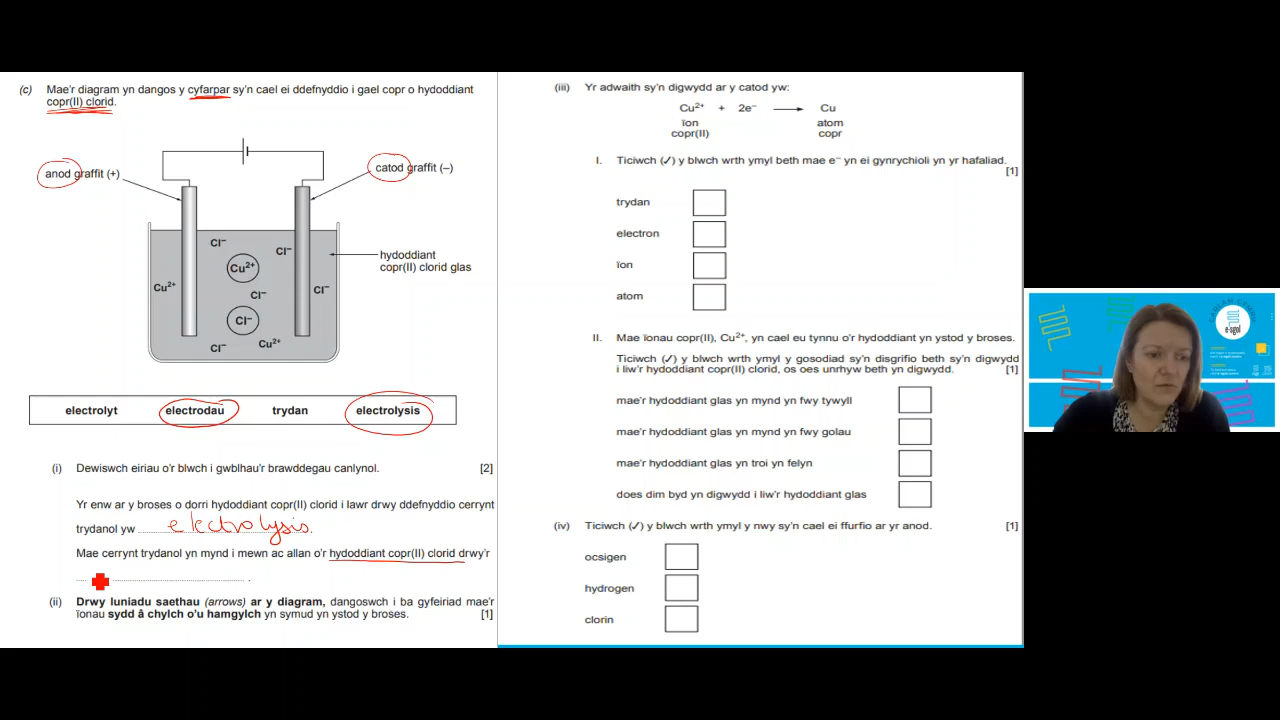 (c) Mae'r diagram yn dangos y cyfarpar sy'n cael ei ddefnyddio i gael copr o hydoddiant
copr(II) clorid.
anod graffit (+)
catod graffit (–)
Cl⁻
Cl⁻
Cu²⁺
hydoddiant
copr(II) clorid glas
Cu²⁺
Cl⁻
Cl⁻
Cl⁻
Cl⁻
Cu²⁺
electrolyt electrodau trydan electrolysis
(i) Dewiswch eiriau o'r blwch i gwblhau'r brawddegau canlynol. [2]
Yr enw ar y broses o dorri hydoddiant copr(II) clorid i lawr drwy ddefnyddio cerrynt
trydanol yw electrolysis.
Mae cerrynt trydanol yn mynd i mewn ac allan o'r hydoddiant copr(II) clorid drwy'r
(ii) Drwy luniadu saethau (arrows) ar y diagram, dangoswch i ba gyfeiriad mae'r
ïonau sydd â chylch o'u hamgylch yn symud yn ystod y broses. [1]
(iii) Yr adwaith sy'n digwydd ar y catod yw:
Cu²⁺ + 2e⁻ → Cu
ïon atom
copr(II) copr
I. Ticiwch (✓) y blwch wrth ymyl beth mae e⁻ yn ei gynrychioli yn yr hafaliad.
[1]
trydan
electron
ïon
atom
II. Mae ïonau copr(II), Cu²⁺, yn cael eu tynnu o'r hydoddiant yn ystod y broses.
Ticiwch (✓) y blwch wrth ymyl y gosodiad sy'n disgrifio beth sy'n digwydd
i liw'r hydoddiant copr(II) clorid, os oes unrhyw beth yn digwydd. [1]
mae'r hydoddiant glas yn mynd yn fwy tywyll
mae'r hydoddiant glas yn mynd yn fwy golau
mae'r hydoddiant glas yn troi yn felyn
does dim byd yn digwydd i liw'r hydoddiant glas
(iv) Ticiwch (✓) y blwch wrth ymyl y nwy sy'n cael ei ffurfio ar yr anod. [1]
ocsigen
hydrogen
clorin
e-sgol